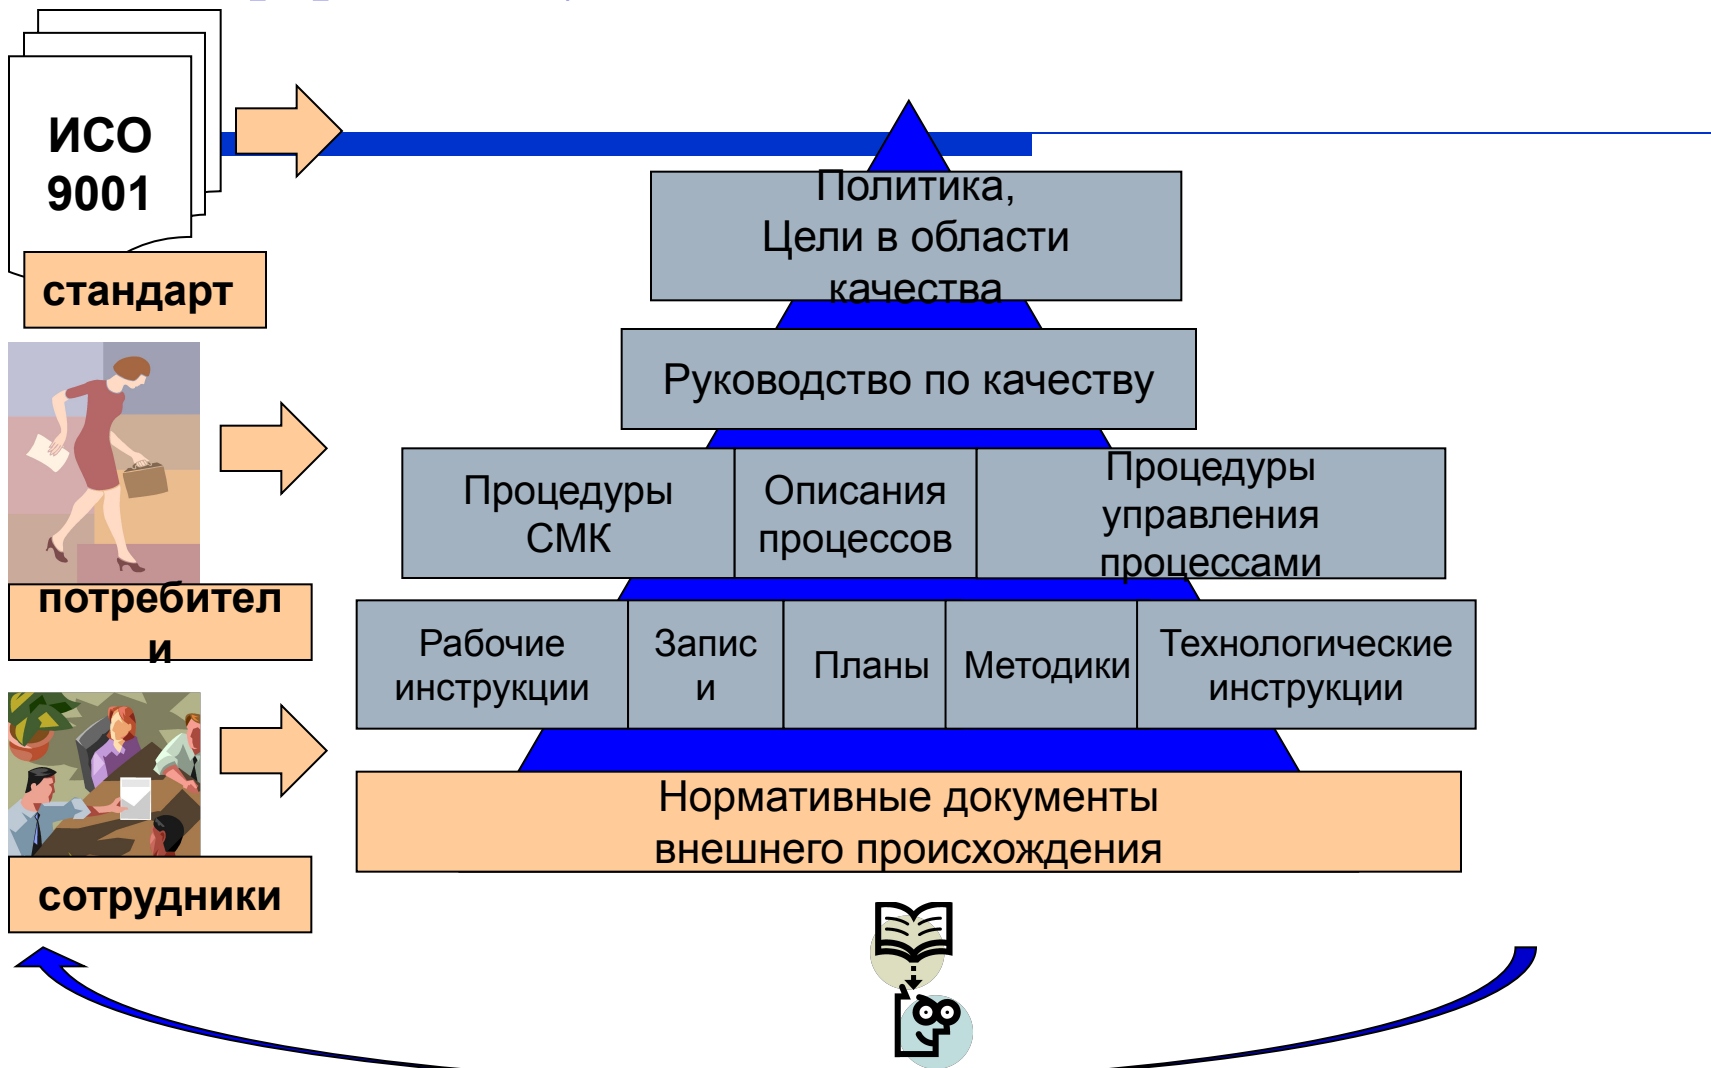 ИСО
9001
стандарт
потребител
и
сотрудники
Политика,
Цели в области
качества
Руководство по качеству
Процедуры
СМК
Описания
процессов
Процедуры
управления
процессами
Рабочие
инструкции
Запис
и
Планы
Методики
Технологические
инструкции
Нормативные документы
внешнего происхождения